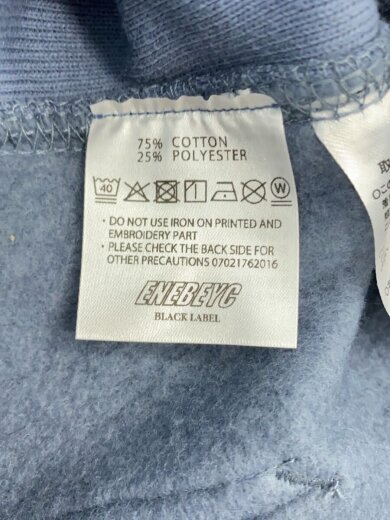 75% COTTON
25% POLYESTER
40
W
• DO NOT USE IRON ON PRINTED AND
EMBROIDERY PART
• PLEASE CHECK THE BACK SIDE FOR
OTHER PRECAUTIONS 07021762016
ENEBEYC
BLACK LABEL